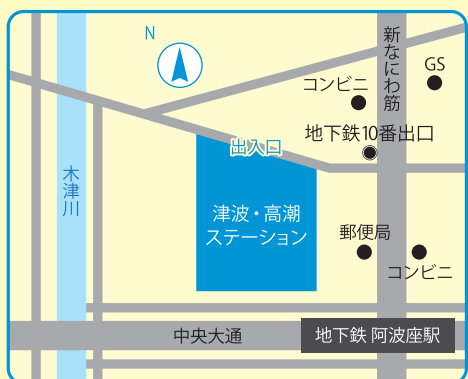 N
新なにわ筋
GS
コンビニ
地下鉄10番出口
出入口
木津川
津波・高潮
ステーション
郵便局
コンビニ
中央大通
地下鉄 阿波座駅